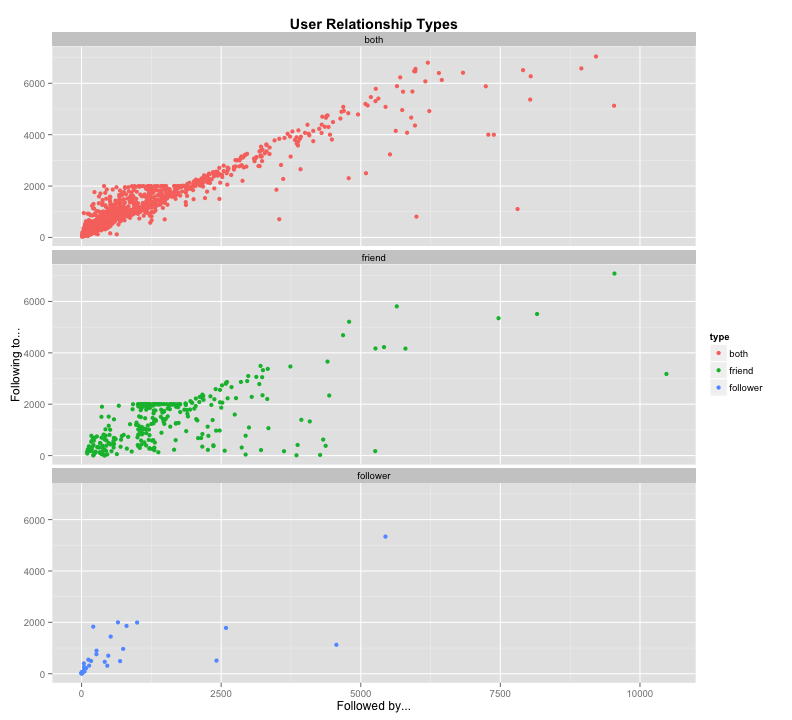 User Relationship Types
both
6000
4000
2000
0
friend
6000
4000
2000
0
follower
6000
4000
2000
0
0 2500 5000 7500 10000
Followed by...
Following to...
type
both
friend
follower